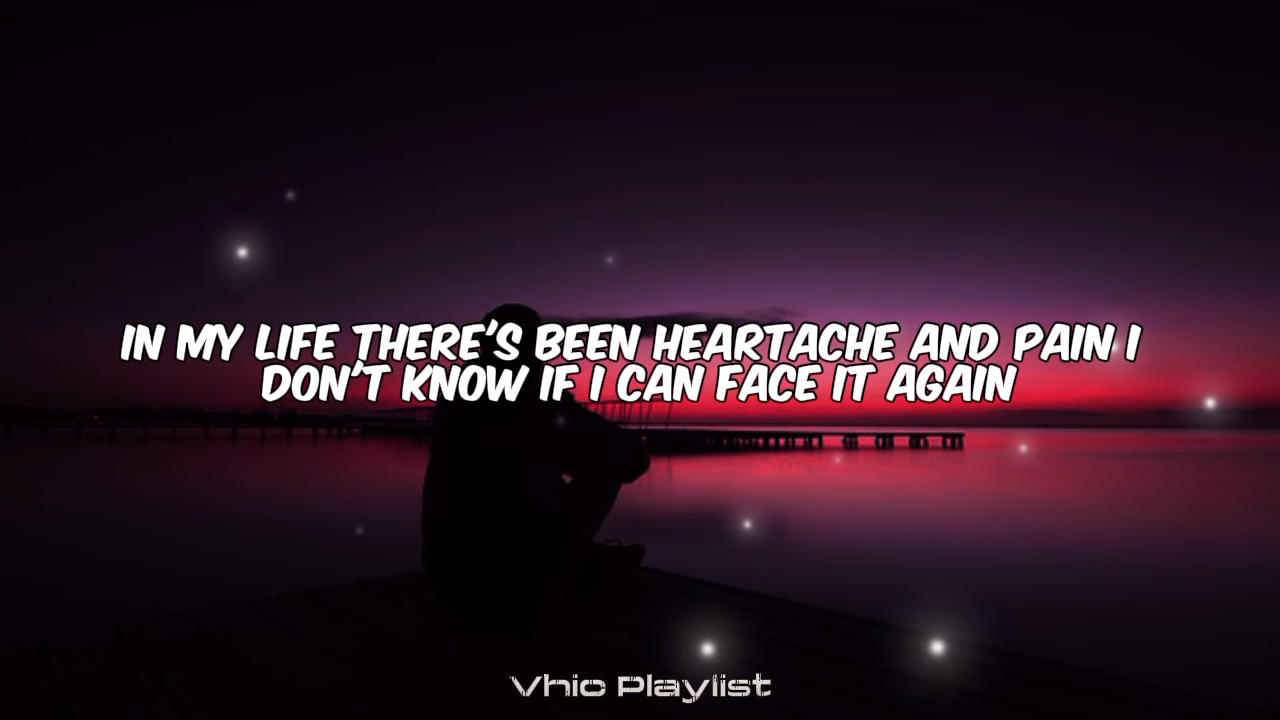 IN MY LIFE THERE'S BEEN HEARTACHE AND PAIN I
DON'T KNOW IF I CAN FACE IT AGAIN
Vhio Playlist